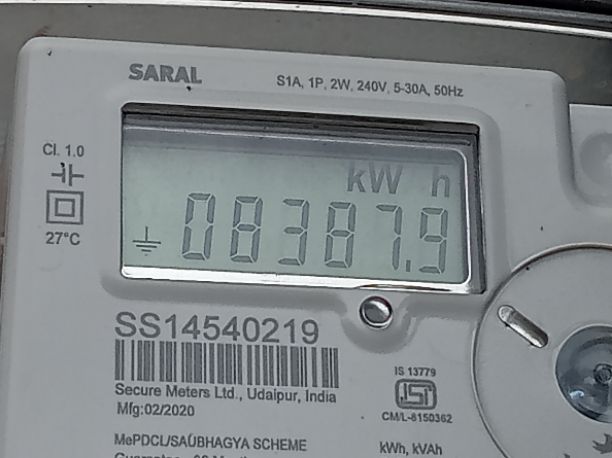 SARAL
S1A, 1P, 2W, 240V, 5-30A, 50Hz
Cl. 1.0
27°C
kW h
08387.9
SS14540219
Secure Meters Ltd., Udaipur, India
Mfg:02/2020
IS 13779
ISI
CM/L-8150362
MePDCL/SAUBHAGYA SCHEME
kWh, kVAh